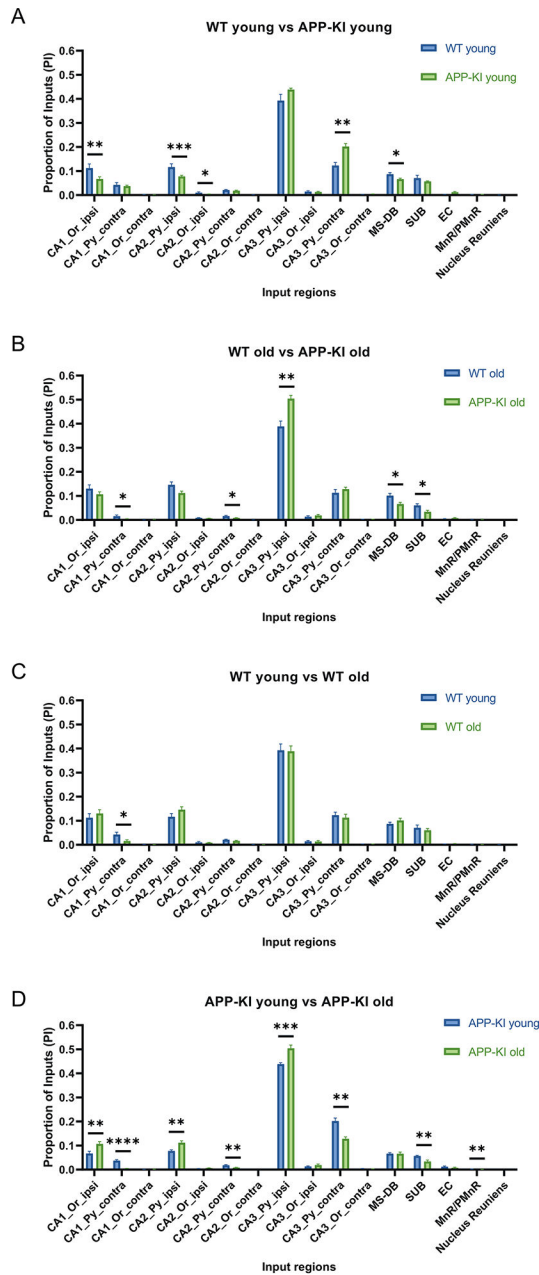 A
WT young vs APP-KI young
Proportion of Inputs (PI)
0.6
0.5
0.4
0.3
0.2
0.1
0.0
WT young
APP-KI young
**
***
*
**
*
CA1_Or_ipsi
CA1_Py_contra
CA1_Or_contra
CA2_Py_ipsi
CA2_Or_ipsi
CA2_Py_contra
CA2_Or_contra
CA3_Py_ipsi
CA3_Or_ipsi
CA3_Py_contra
CA3_Or_contra
MS-DB
SUB
EC
MnR/PMnR
Nucleus Reuniens
Input regions
B
WT old vs APP-KI old
Proportion of Inputs (PI)
0.6
0.5
0.4
0.3
0.2
0.1
0.0
WT old
APP-KI old
*
*
**
*
*
CA1_Or_ipsi
CA1_Py_contra
CA1_Or_contra
CA2_Py_ipsi
CA2_Or_ipsi
CA2_Py_contra
CA2_Or_contra
CA3_Py_ipsi
CA3_Or_ipsi
CA3_Py_contra
CA3_Or_contra
MS-DB
SUB
EC
MnR/PMnR
Nucleus Reuniens
Input regions
C
WT young vs WT old
Proportion of Inputs (PI)
0.6
0.5
0.4
0.3
0.2
0.1
0.0
WT young
WT old
*
CA1_Or_ipsi
CA1_Py_contra
CA1_Or_contra
CA2_Py_ipsi
CA2_Or_ipsi
CA2_Py_contra
CA2_Or_contra
CA3_Py_ipsi
CA3_Or_ipsi
CA3_Py_contra
CA3_Or_contra
MS-DB
SUB
EC
MnR/PMnR
Nucleus Reuniens
Input regions
D
APP-KI young vs APP-KI old
Proportion of Inputs (PI)
0.6
0.5
0.4
0.3
0.2
0.1
0.0
APP-KI young
APP-KI old
**
****
**
**
***
**
**
**
CA1_Or_ipsi
CA1_Py_contra
CA1_Or_contra
CA2_Py_ipsi
CA2_Or_ipsi
CA2_Py_contra
CA2_Or_contra
CA3_Py_ipsi
CA3_Or_ipsi
CA3_Py_contra
CA3_Or_contra
MS-DB
SUB
EC
MnR/PMnR
Nucleus Reuniens
Input regions